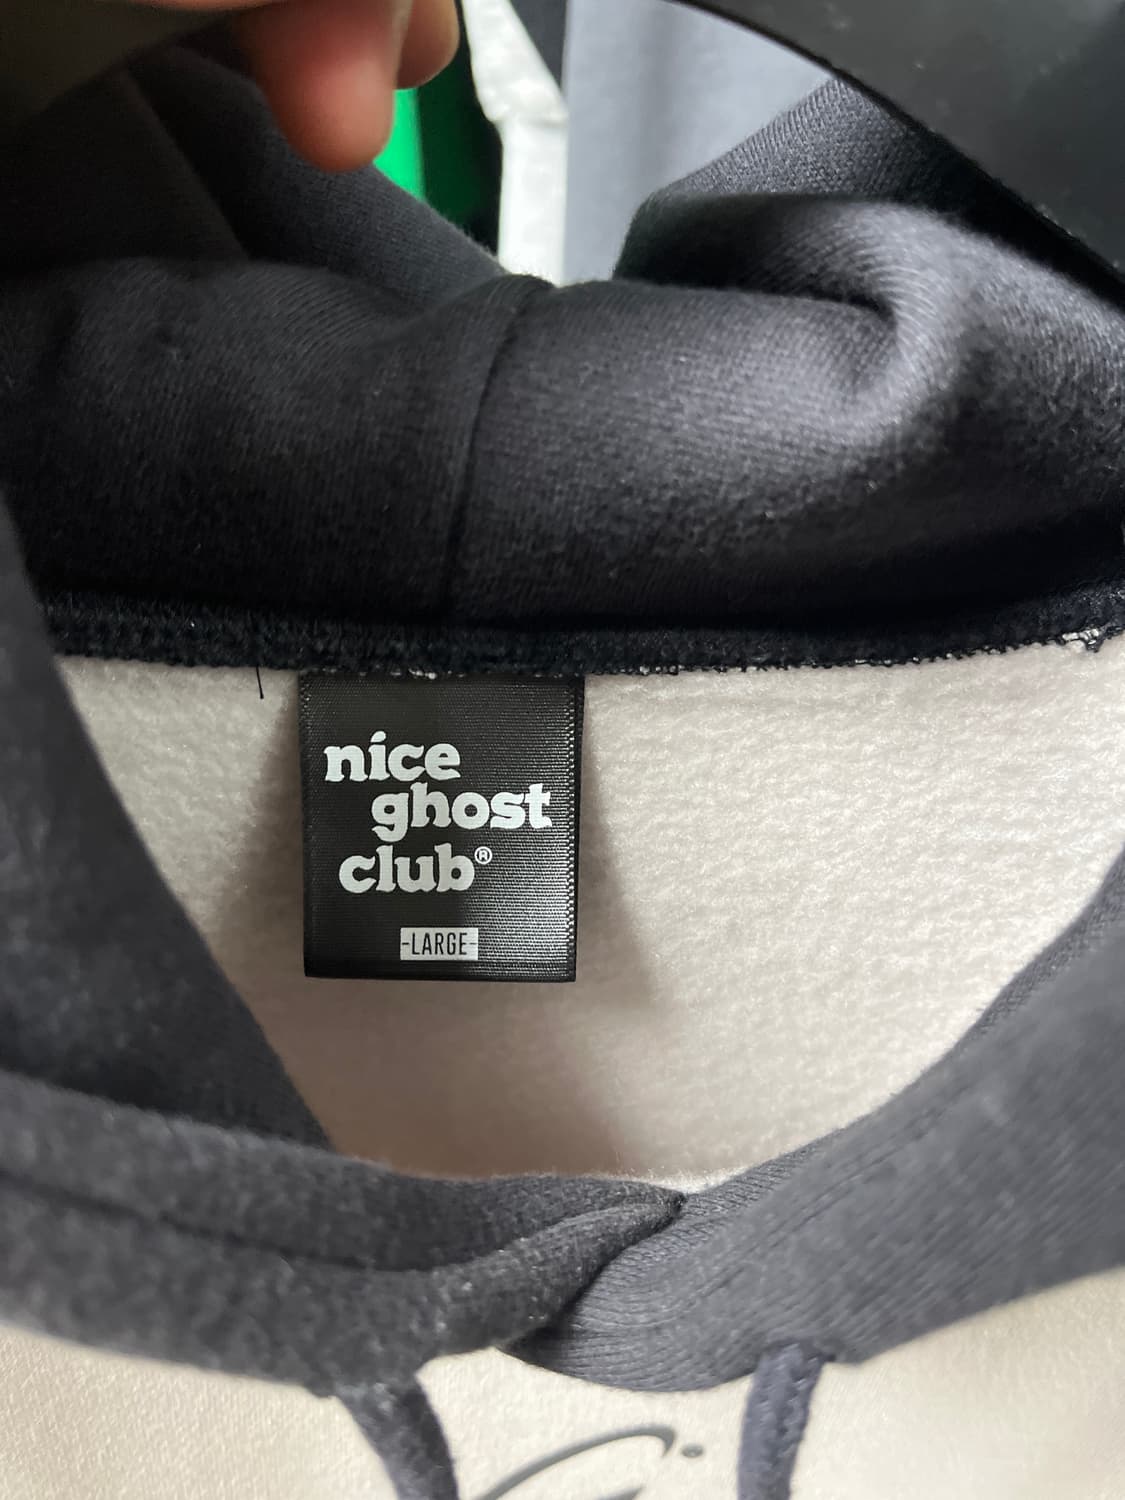 nice
ghost
club®
-LARGE-